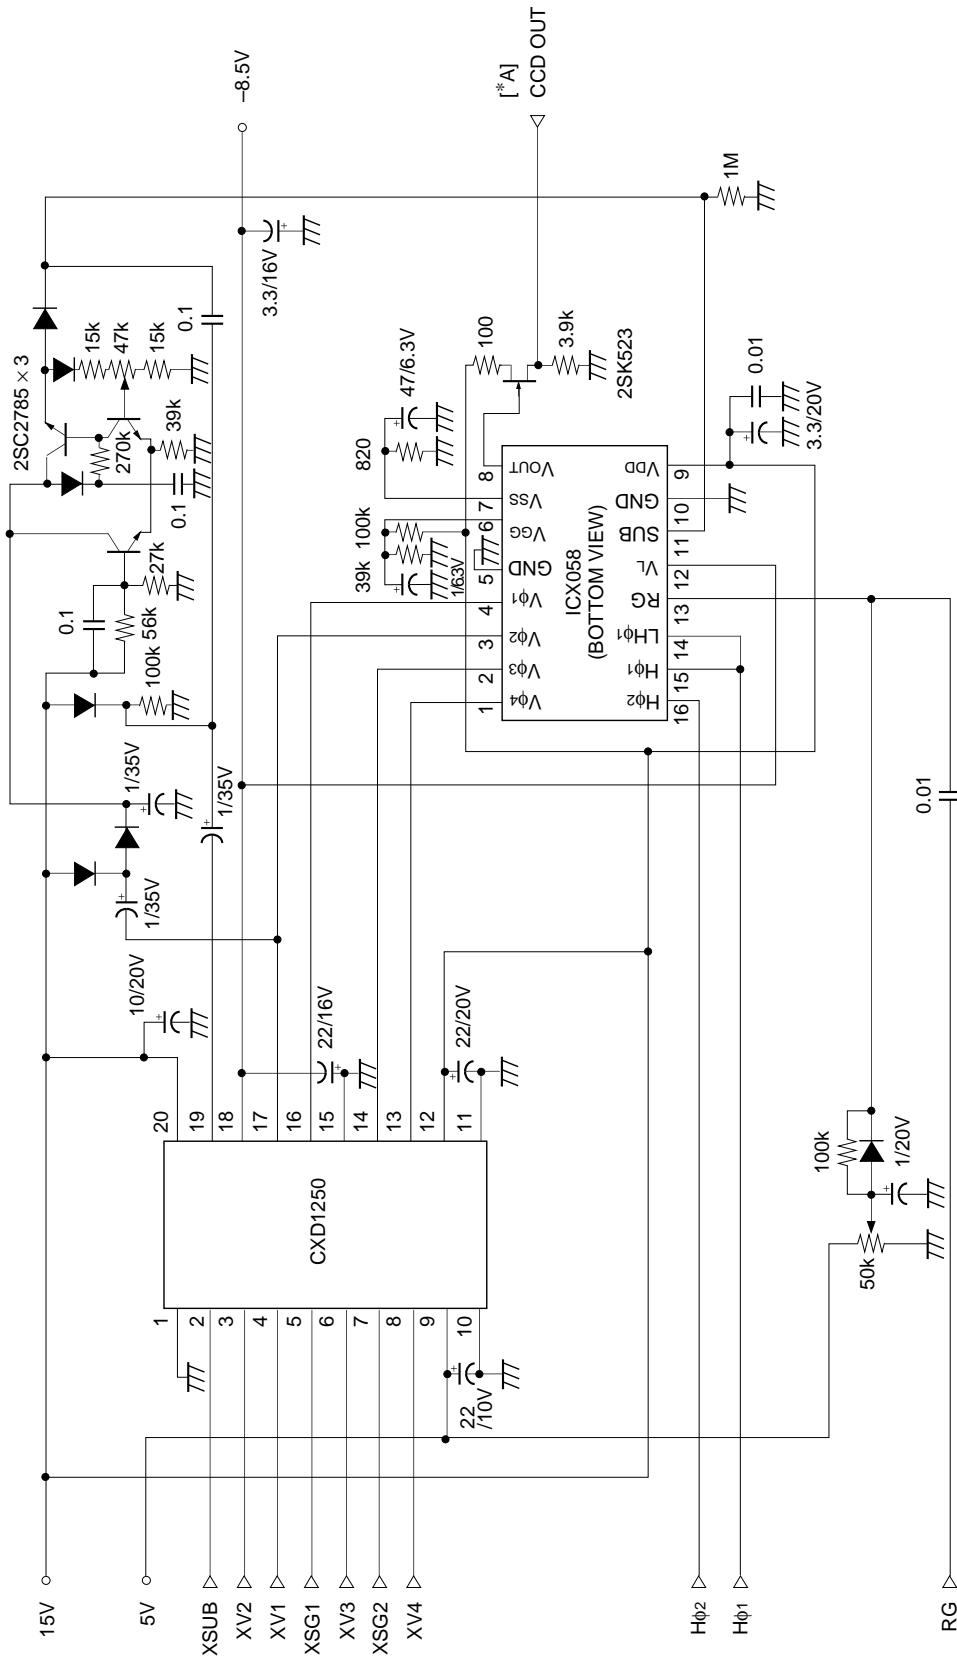 15V
5V
XSUB
XV2
XV1
XSG1
XV3
XSG2
XV4
Hϕ2
Hϕ1
RG
22
/10V
CXD1250
1
2
3
4
5
6
7
8
9
10
20
19
18
17
16
15
14
13
12
11
10/20V
22/16V
22/20V
1/35V
1/35V
1/35V
100k
0.1
56k
27k
2SC2785 × 3
270k
0.1
39k
15k
47k
15k
0.1
3.3/16V
–8.5V
50k
100k
1/20V
0.01
ICX058
(BOTTOM VIEW)
1
2
3
4
5
6
7
8
Vϕ4
Vϕ3
Vϕ2
Vϕ1
GND
VGG
VSS
VOUT
16
15
14
13
12
11
10
9
Hϕ2
Hϕ1
LHϕ1
RG
VL
SUB
GND
VDD
39k
100k
1/6.3V
820
47/6.3V
100
3.9k
2SK523
3.3/20V
0.01
1M
[*A]
CCD OUT